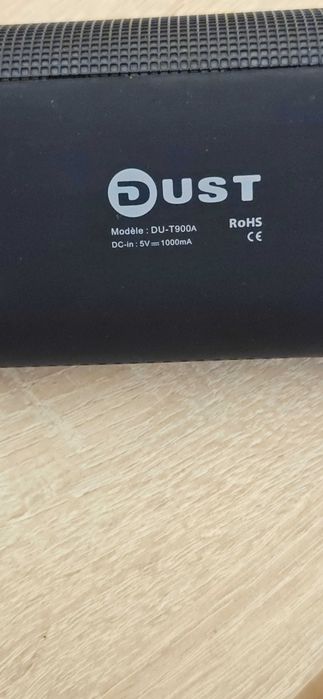 DUST
Modèle : DU-T900A
DC-in : 5V⎓1000mA
RoHS
CE